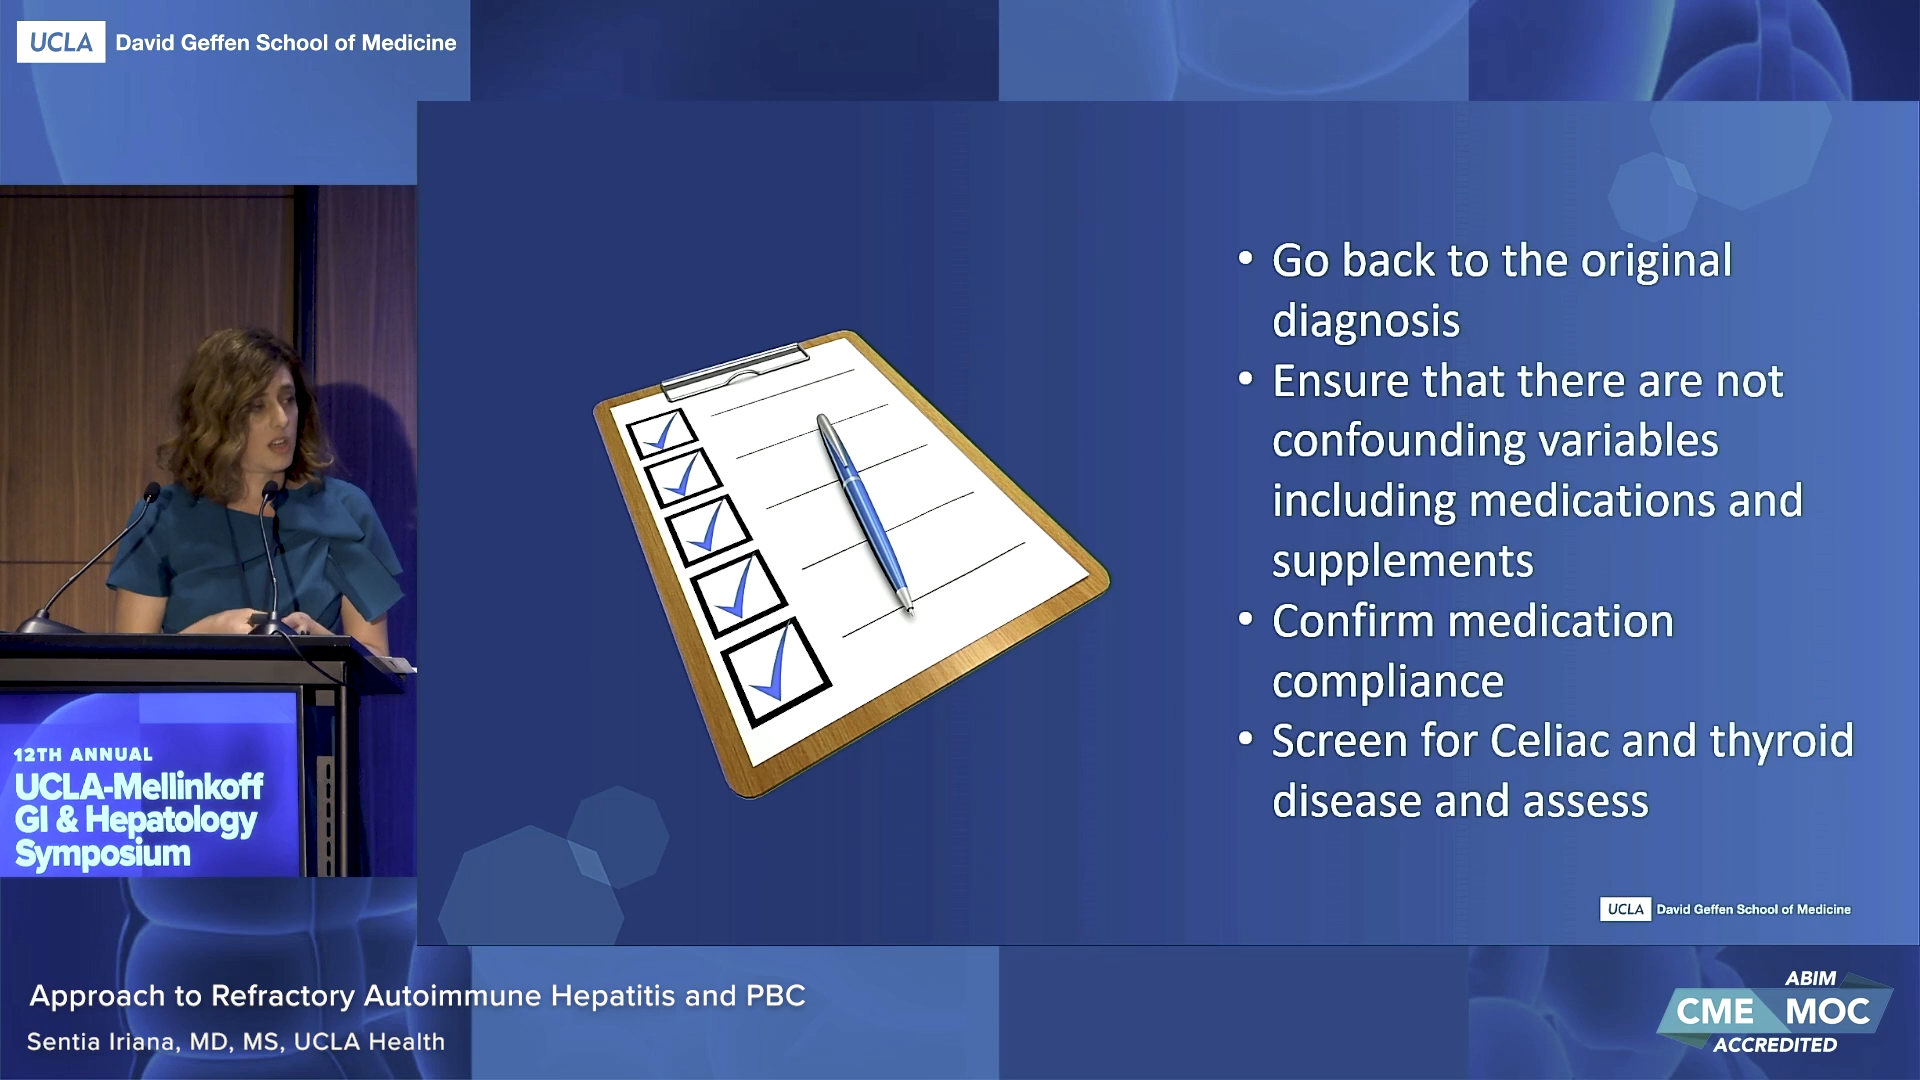 UCLA David Geffen School of Medicine
• Go back to the original
diagnosis
• Ensure that there are not
confounding variables
including medications and
supplements
• Confirm medication
compliance
• Screen for Celiac and thyroid
disease and assess
UCLA David Geffen School of Medicine
12TH ANNUAL
UCLA-Mellinkoff
GI & Hepatology
Symposium
Approach to Refractory Autoimmune Hepatitis and PBC
Sentia Iriana, MD, MS, UCLA Health
ABIM
CME MOC
ACCREDITED